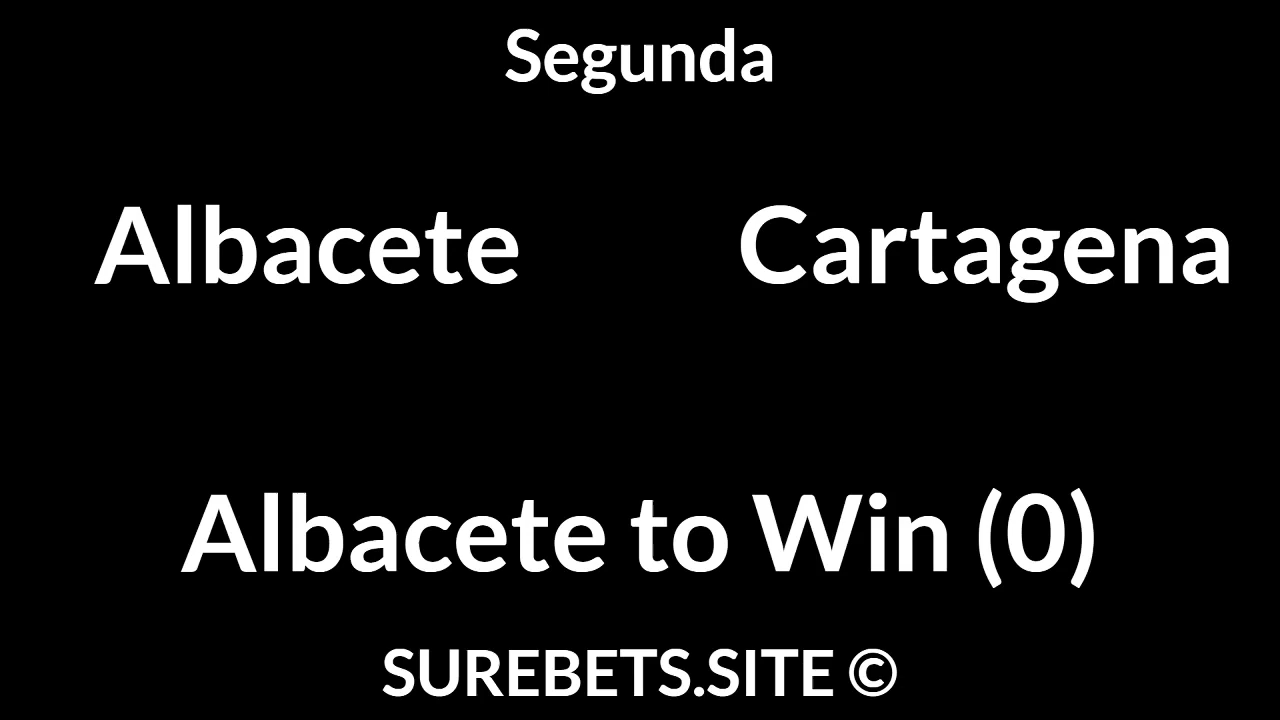 Segunda
Albacete Cartagena
Albacete to Win (0)
SUREBETS.SITE ©